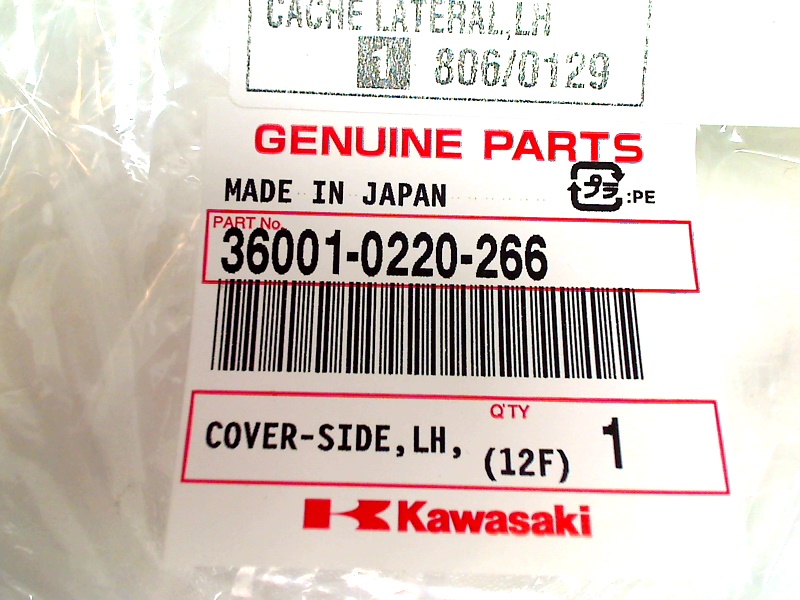 CACHE LATERAL,LH
1 806/0129
GENUINE PARTS
MADE IN JAPAN
プラ :PE
PART No.
36001-0220-266
Q'TY
COVER-SIDE,LH, (12F) 1
Kawasaki